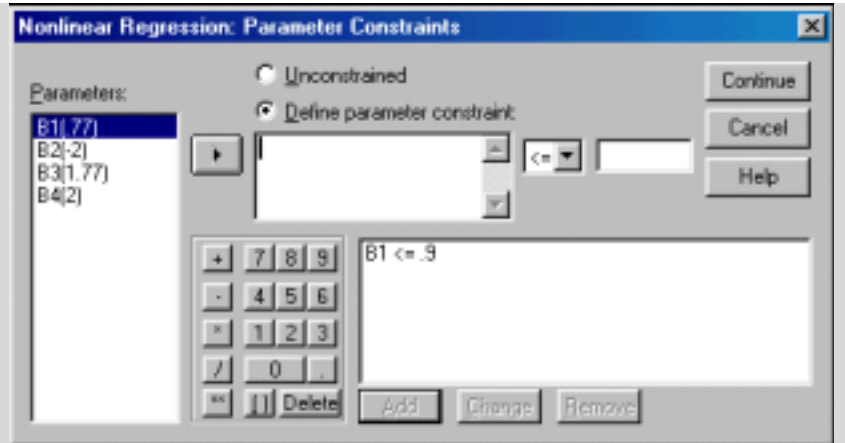 Nonlinear Regression: Parameter Constraints
Parameters:
B1(.77)
B2(-2)
B3(1.77)
B4(2)
Unconstrained
Define parameter constraint:
<=
Continue
Cancel
Help
+ 7 8 9
- 4 5 6
* 1 2 3
/ 0 .
** () Delete
B1 <= .9
Add Change Remove